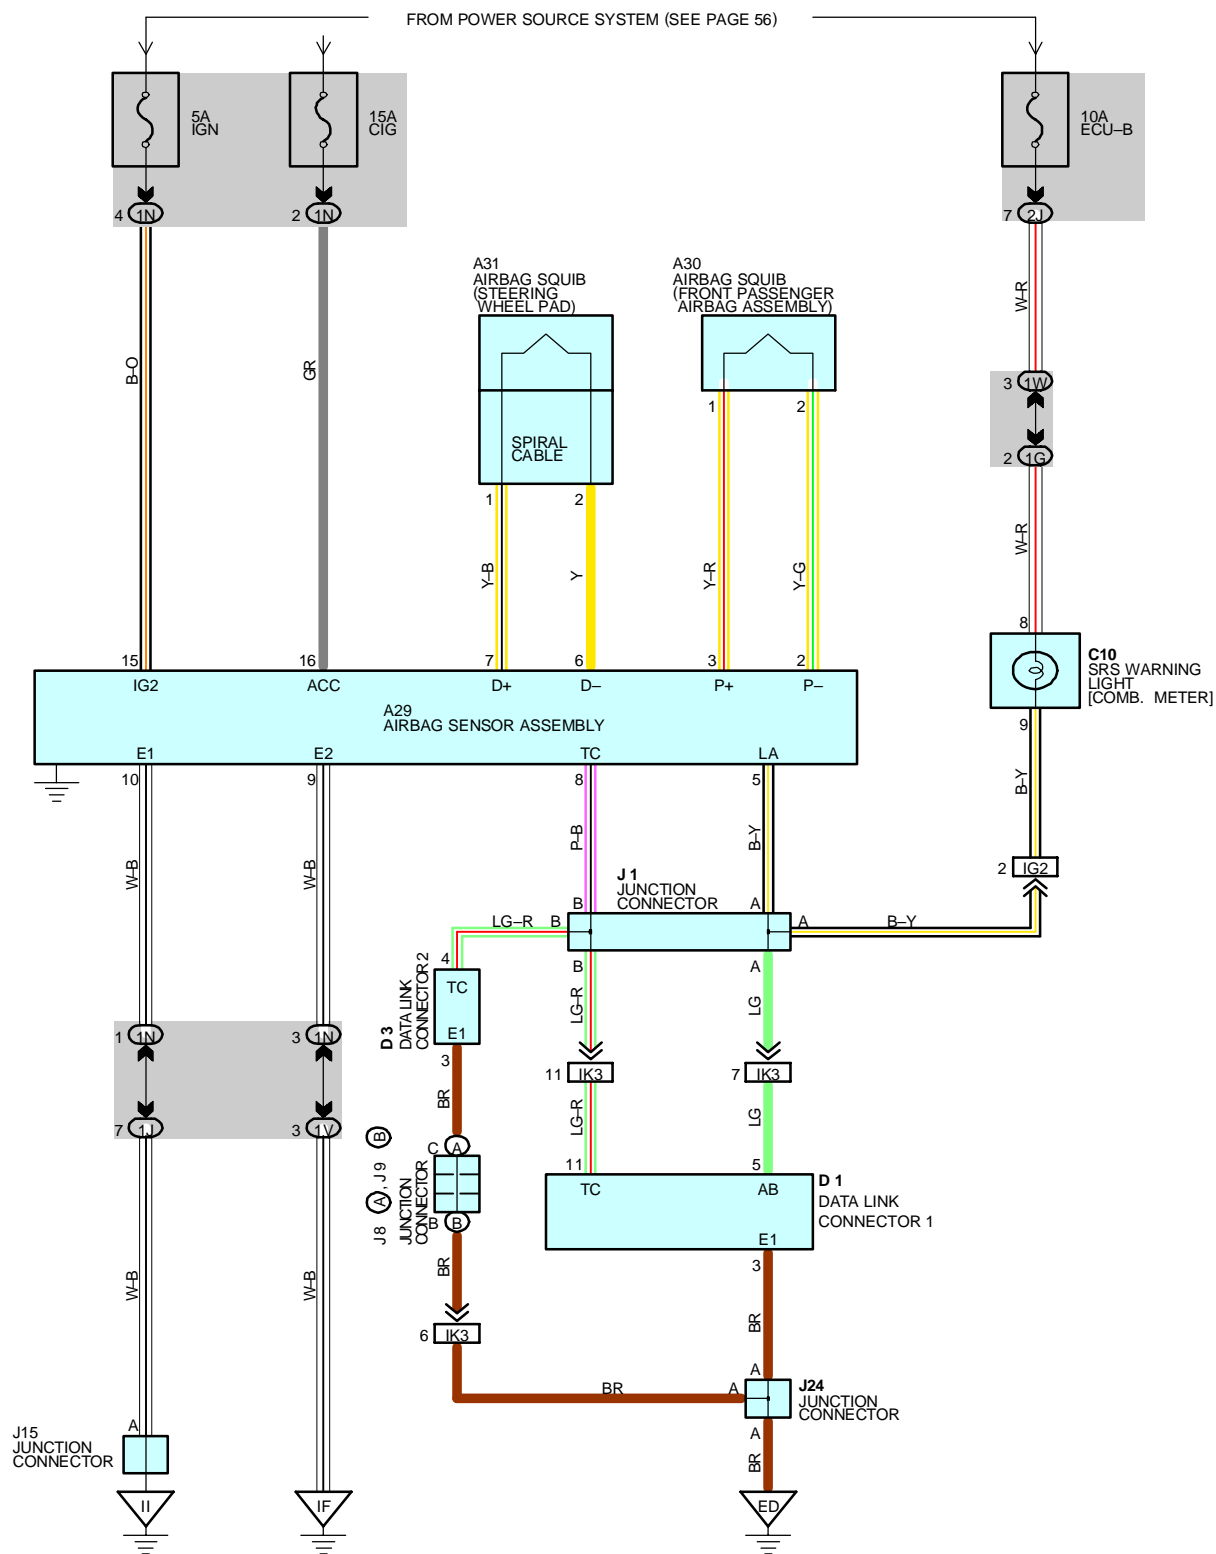 FROM POWER SOURCE SYSTEM (SEE PAGE 56)
5A
IGN
15A
CIG
10A
ECU–B
4 1N
2 1N
7 2J
B–O
GR
W–R
A31
AIRBAG SQUIB
(STEERING
WHEEL PAD)
A30
AIRBAG SQUIB
(FRONT PASSENGER
AIRBAG ASSEMBLY)
3 1W
1
2
SPIRAL
CABLE
2 1G
1
2
Y–B
Y
Y–R
Y–G
W–R
8
15
16
7
6
3
2
IG2
ACC
D+
D–
P+
P–
A29
AIRBAG SENSOR ASSEMBLY
C10
SRS WARNING
LIGHT
[COMB. METER]
9
E1
E2
TC
LA
10
9
8
5
W–B
W–B
P–B
B–Y
B–Y
2 IG2
J 1
JUNCTION
CONNECTOR
B
A
LG–R
B
A
B–Y
4
B
A
TC
E1
D 3
DATA LINK
CONNECTOR 2
LG–R
LG
1 1N
3 1N
3
11 IK3
7 IK3
BR
LG–R
LG
7 1J
3 1V
C A
11
5
J 8 A , J 9 B
JUNCTION
CONNECTOR
TC
AB
D 1
DATA LINK
CONNECTOR 1
B B
E1
3
W–B
W–B
BR
BR
6 IK3
A
BR
A
J24
JUNCTION
CONNECTOR
A
A
J15
JUNCTION
CONNECTOR
BR
II
IF
ED